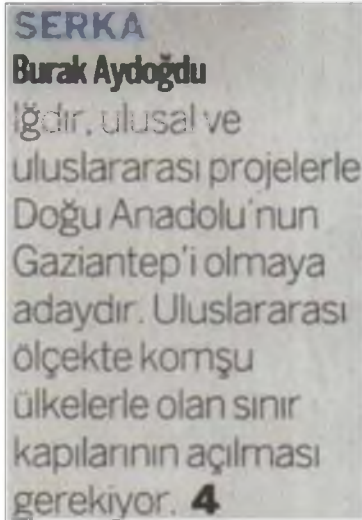 SERKA
Burak Aydoğdu
Iğdır, ulusal ve
uluslararası projelerle
Doğu Anadolu'nun
Gaziantep'i olmaya
adaydır. Uluslararası
ölçekte komşu
ülkelerle olan sınır
kapılarının açılması
gerekiyor. 4